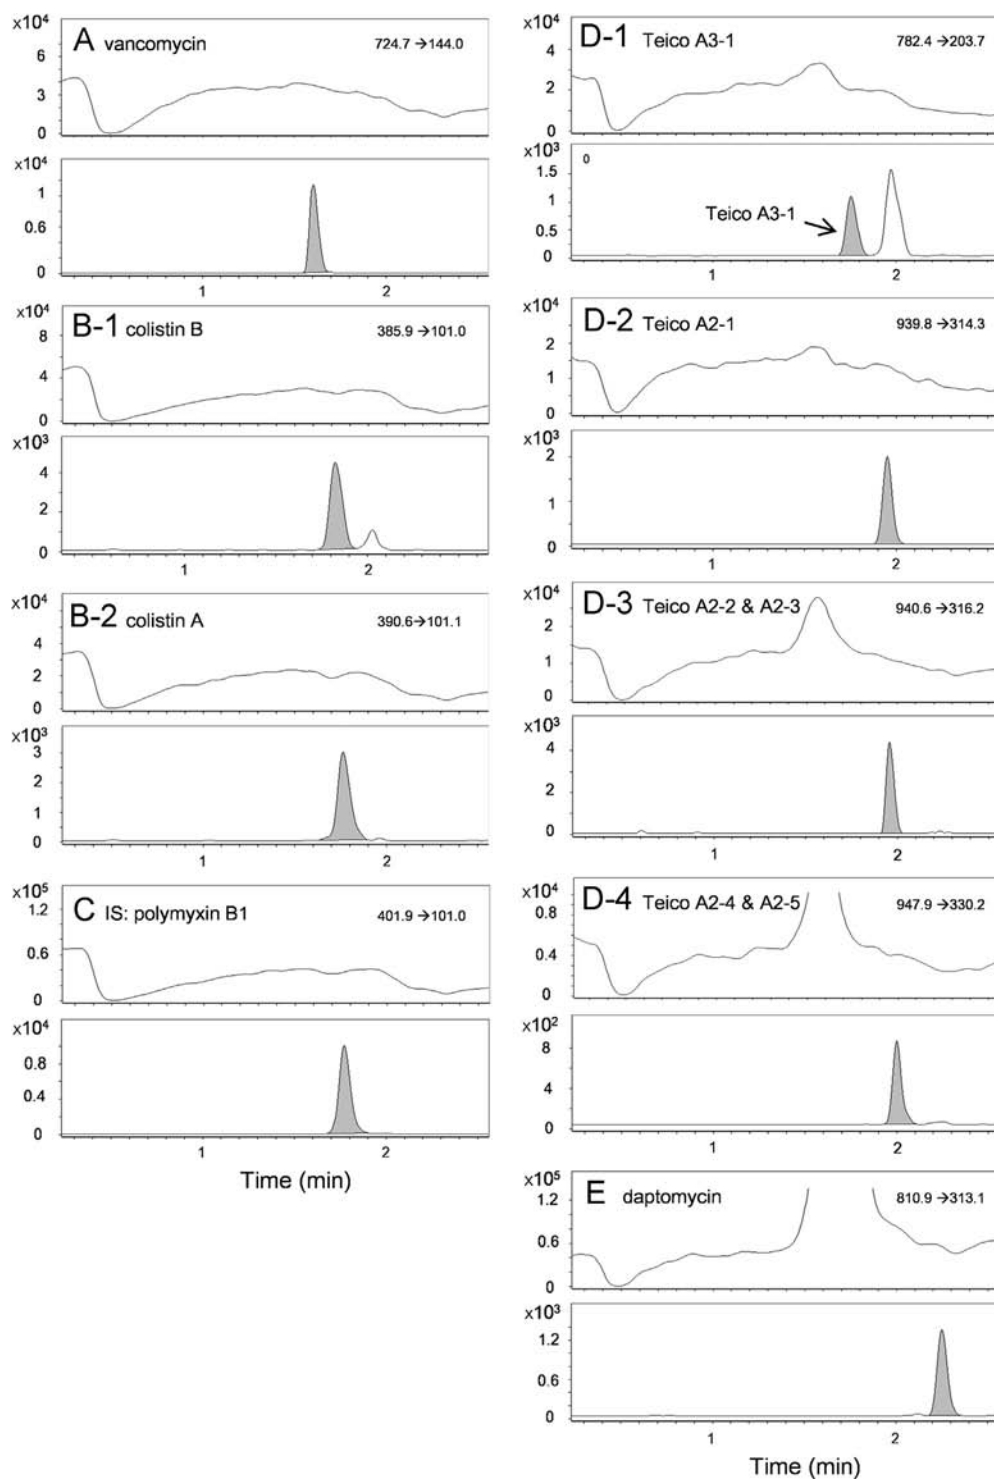 x10⁴
A vancomycin 724.7→144.0
9
6
3
0
x10⁴
1
0.6
0
1 2
x10⁴
B-1 colistin B 385.9→101.0
8
4
0
x10³
4
2
0
1 2
x10⁴
B-2 colistin A 390.6→101.1
4
2
0
x10³
3
2
1
0
1 2
x10⁵
C IS: polymyxin B1 401.9→101.0
1.2
0.6
0
x10⁴
0.8
0.4
0
1 2
Time (min)
x10⁴
D-1 Teico A3-1 782.4→203.7
4
2
0
x10³
0
1.5
Teico A3-1
0.5
0
1 2
x10⁴
D-2 Teico A2-1 939.8→314.3
2
1
0
x10³
2
1
0
1 2
x10⁴
D-3 Teico A2-2 & A2-3 940.6→316.2
2
1
0
x10³
4
2
0
1 2
x10⁴
D-4 Teico A2-4 & A2-5 947.9→330.2
0.8
0.4
0
x10²
8
4
0
1 2
x10⁵
E daptomycin 810.9→313.1
1.2
0.6
0
x10³
1.2
0.6
0
1 2
Time (min)